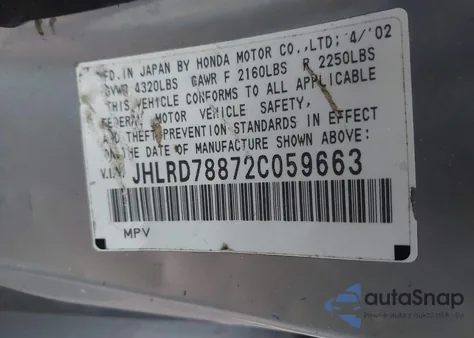 MFD. IN JAPAN BY HONDA MOTOR CO.,LTD; 4/'02
GVWR 4320LBS GAWR F 2160LBS R 2250LBS
THIS VEHICLE CONFORMS TO ALL APPLICABLE
FEDERAL MOTOR VEHICLE SAFETY,
AND THEFT PREVENTION STANDARDS IN EFFECT
ON THE DATE OF MANUFACTURE SHOWN ABOVE:
V.I.N. JHLRD78872C059663
MPV
autoSnap